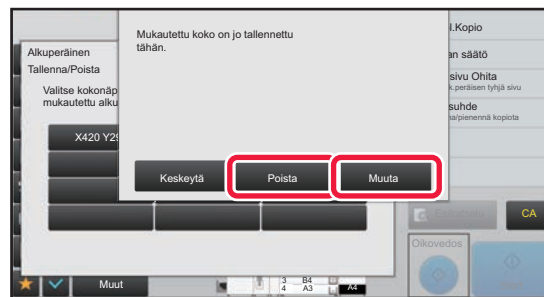 Mukautettu koko on jo tallennettu
tähän.
Keskeytä
Poista
Muuta
Alkuperäinen
Tallenna/Poista
Valitse kokonäp
mukautettu alku
X420 Y29
l.Kopio
an säätö
sivu Ohita
k.peräisen tyhjä sivu
suhde
na/pienennä kopiota
CA
Oikovedos
Muut
3 B4
4 A3
A4